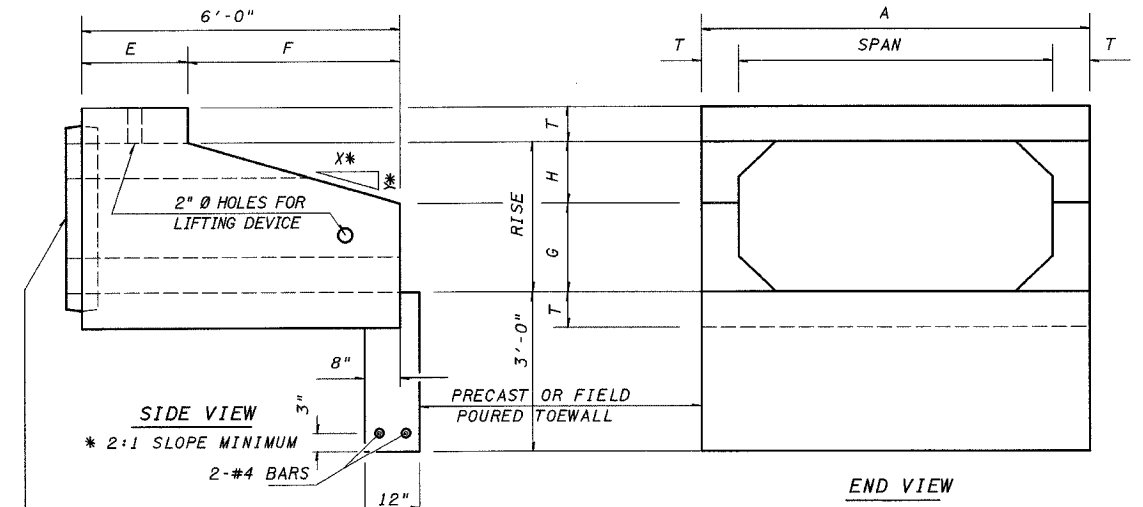 6'-0"
A
E
F
T
SPAN
T
T
X*
Y*
H
RISE
2" Ø HOLES FOR
LIFTING DEVICE
G
T
3'-0"
8"
PRECAST OR FIELD
POURED TOEWALL
3"
SIDE VIEW
* 2:1 SLOPE MINIMUM
2-#4 BARS
END VIEW
12"